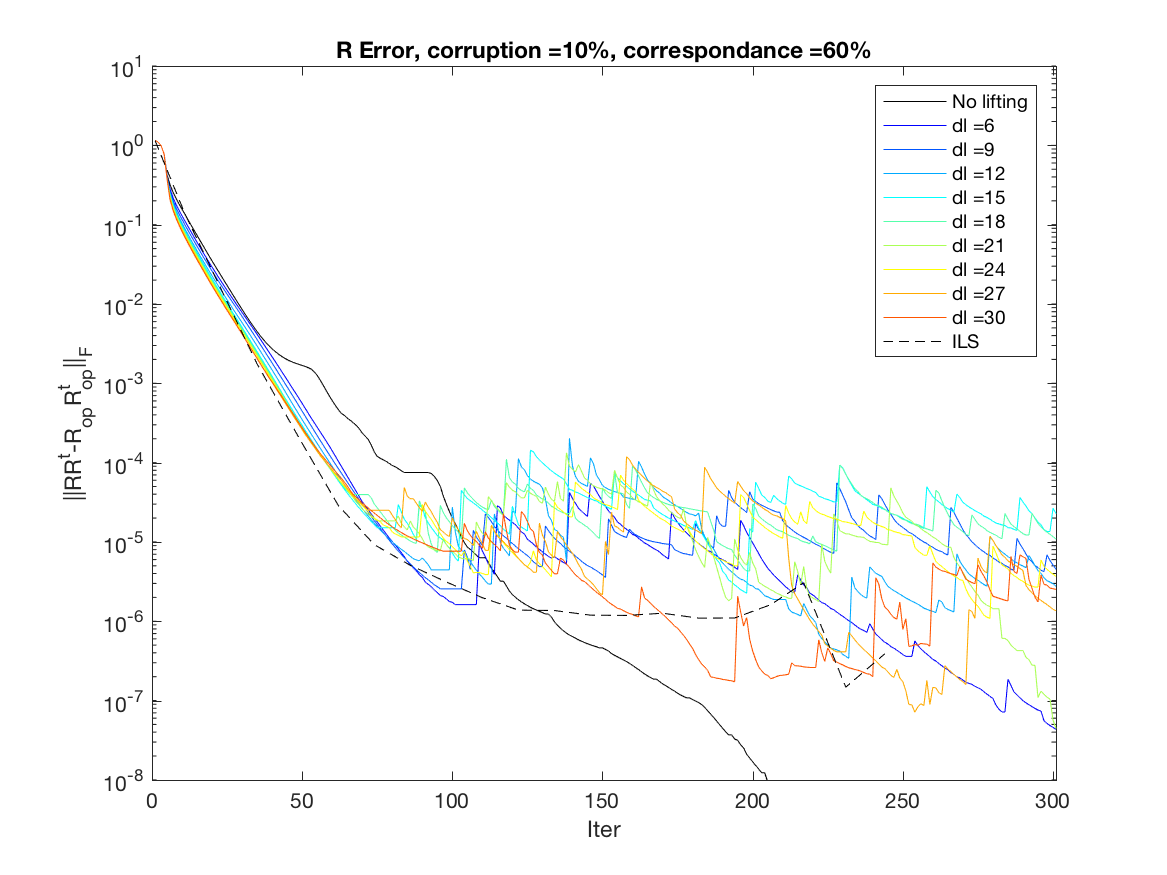 R Error, corruption =10%, correspondance =60%
10^1
10^0
10^-1
10^-2
10^-3
10^-4
10^-5
10^-6
10^-7
10^-8
||RR^t-R_op R^t_op||_F
0
50
100
150
200
250
300
Iter
No lifting
dl =6
dl =9
dl =12
dl =15
dl =18
dl =21
dl =24
dl =27
dl =30
ILS